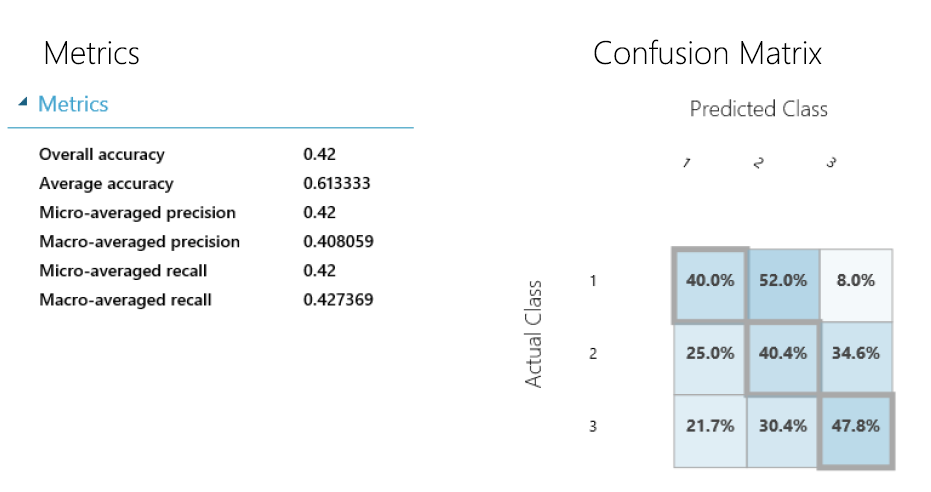 Metrics
Metrics
Overall accuracy 0.42
Average accuracy 0.613333
Micro-averaged precision 0.42
Macro-averaged precision 0.408059
Micro-averaged recall 0.42
Macro-averaged recall 0.427369
Confusion Matrix
Predicted Class
1 2 3
Actual Class
1 40.0% 52.0% 8.0%
2 25.0% 40.4% 34.6%
3 21.7% 30.4% 47.8%